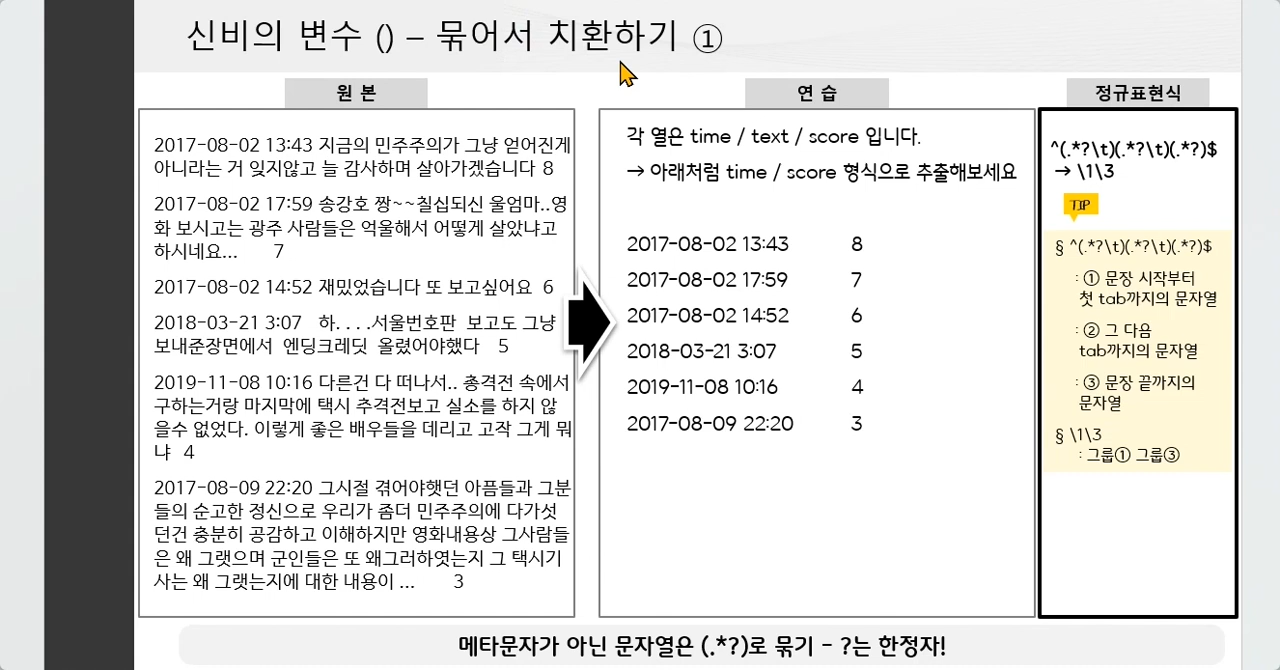 신비의 변수 () – 묶어서 치환하기 ①
원 본
2017-08-02 13:43 지금의 민주주의가 그냥 얻어진게
아니라는 거 잊지않고 늘 감사하며 살아가겠습니다 8
2017-08-02 17:59 송강호 짱~~칠십되신 울엄마..영
화 보시고는 광주 사람들은 억울해서 어떻게 살았냐고
하시네요... 7
2017-08-02 14:52 재밌었습니다 또 보고싶어요 6
2018-03-21 3:07 하. . . .서울번호판 보고도 그냥
보내준장면에서 엔딩크레딧 올렸어야했다 5
2019-11-08 10:16 다른건 다 떠나서.. 총격전 속에서
구하는거랑 마지막에 택시 추격전보고 실소를 하지 않
을수 없었다. 이렇게 좋은 배우들을 데리고 고작 그게 뭐
냐 4
2017-08-09 22:20 그시절 겪어야햇던 아픔들과 그분
들의 순고한 정신으로 우리가 좀더 민주주의에 다가섯
던건 충분히 공감하고 이해하지만 영화내용상 그사람들
은 왜 그랫으며 군인들은 또 왜그러하엿는지 그 택시기
사는 왜 그랫는지에 대한 내용이 ... 3
연 습
각 열은 time / text / score 입니다.
→ 아래처럼 time / score 형식으로 추출해보세요
2017-08-02 13:43 8
2017-08-02 17:59 7
2017-08-02 14:52 6
2018-03-21 3:07 5
2019-11-08 10:16 4
2017-08-09 22:20 3
정규표현식
^(.*?\t)(.*?\t)(.*?)$
→ \1\3
TIP
§ ^(.*?\t)(.*?\t)(.*?)$
: ① 문장 시작부터
첫 tab까지의 문자열
: ② 그 다음
tab까지의 문자열
: ③ 문장 끝까지의
문자열
§ \1\3
: 그룹① 그룹③
메타문자가 아닌 문자열은 (.*?)로 묶기 - ?는 한정자!